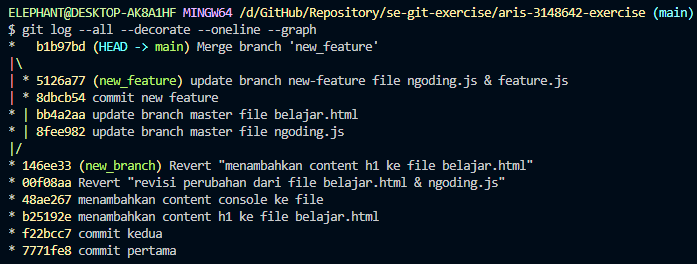 ELEPHANT@DESKTOP-AK8A1HF MINGW64 /d/GitHub/Repository/se-git-exercise/aris-3148642-exercise (main)
$ git log --all --decorate --oneline --graph
*   b1b97bd (HEAD -> main) Merge branch 'new_feature'
|\
| * 5126a77 (new_feature) update branch new-feature file ngoding.js & feature.js
| * 8dbcb54 commit new feature
* | bb4a2aa update branch master file belajar.html
* | 8fee982 update branch master file ngoding.js
|/
* 146ee33 (new_branch) Revert "menambahkan content h1 ke file belajar.html"
* 00f08aa Revert "revisi perubahan dari file belajar.html & ngoding.js"
* 48ae267 menambahkan content console ke file
* b25192e menambahkan content h1 ke file belajar.html
* f22bcc7 commit kedua
* 7771fe8 commit pertama